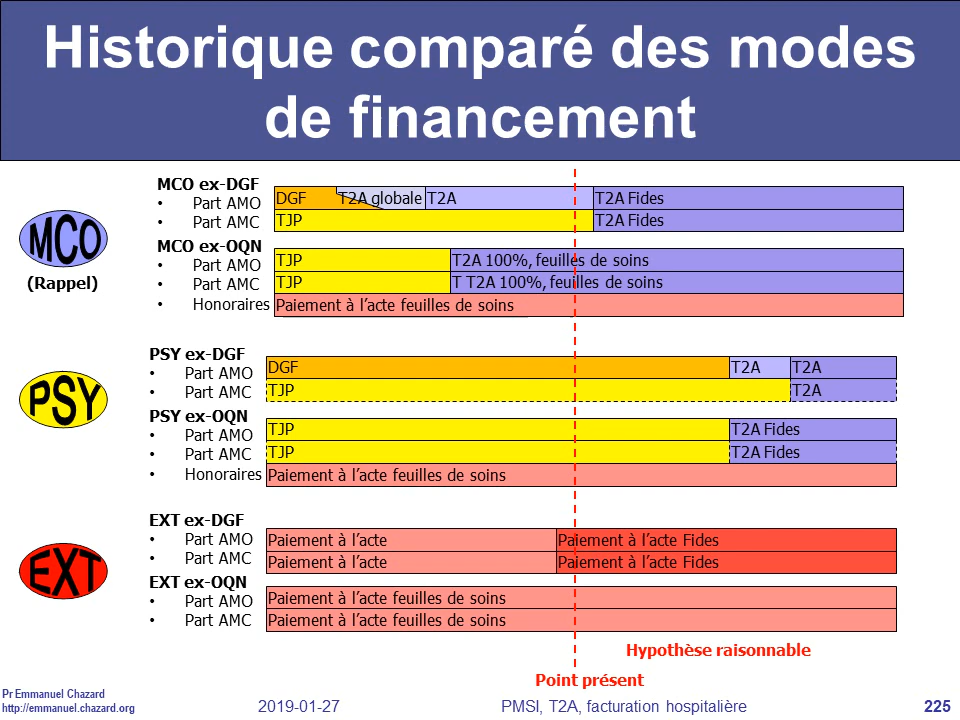 Historique comparé des modes
de financement
MCO ex-DGF
• Part AMO
• Part AMC
DGF T2A globale T2A T2A Fides
TJP T2A Fides
MCO
(Rappel)
MCO ex-OQN
• Part AMO
• Part AMC
• Honoraires
TJP T2A 100%, feuilles de soins
TJP T T2A 100%, feuilles de soins
Paiement à l’acte feuilles de soins
PSY
PSY ex-DGF
• Part AMO
• Part AMC
DGF T2A T2A
TJP T2A
PSY ex-OQN
• Part AMO
• Part AMC
• Honoraires
TJP T2A Fides
TJP T2A Fides
Paiement à l’acte feuilles de soins
EXT
EXT ex-DGF
• Part AMO
• Part AMC
Paiement à l’acte Paiement à l’acte Fides
Paiement à l’acte Paiement à l’acte Fides
EXT ex-OQN
• Part AMO
• Part AMC
Paiement à l’acte feuilles de soins
Paiement à l’acte feuilles de soins
Hypothèse raisonnable
Point présent
Pr Emmanuel Chazard
http://emmanuel.chazard.org
2019-01-27
PMSI, T2A, facturation hospitalière
225